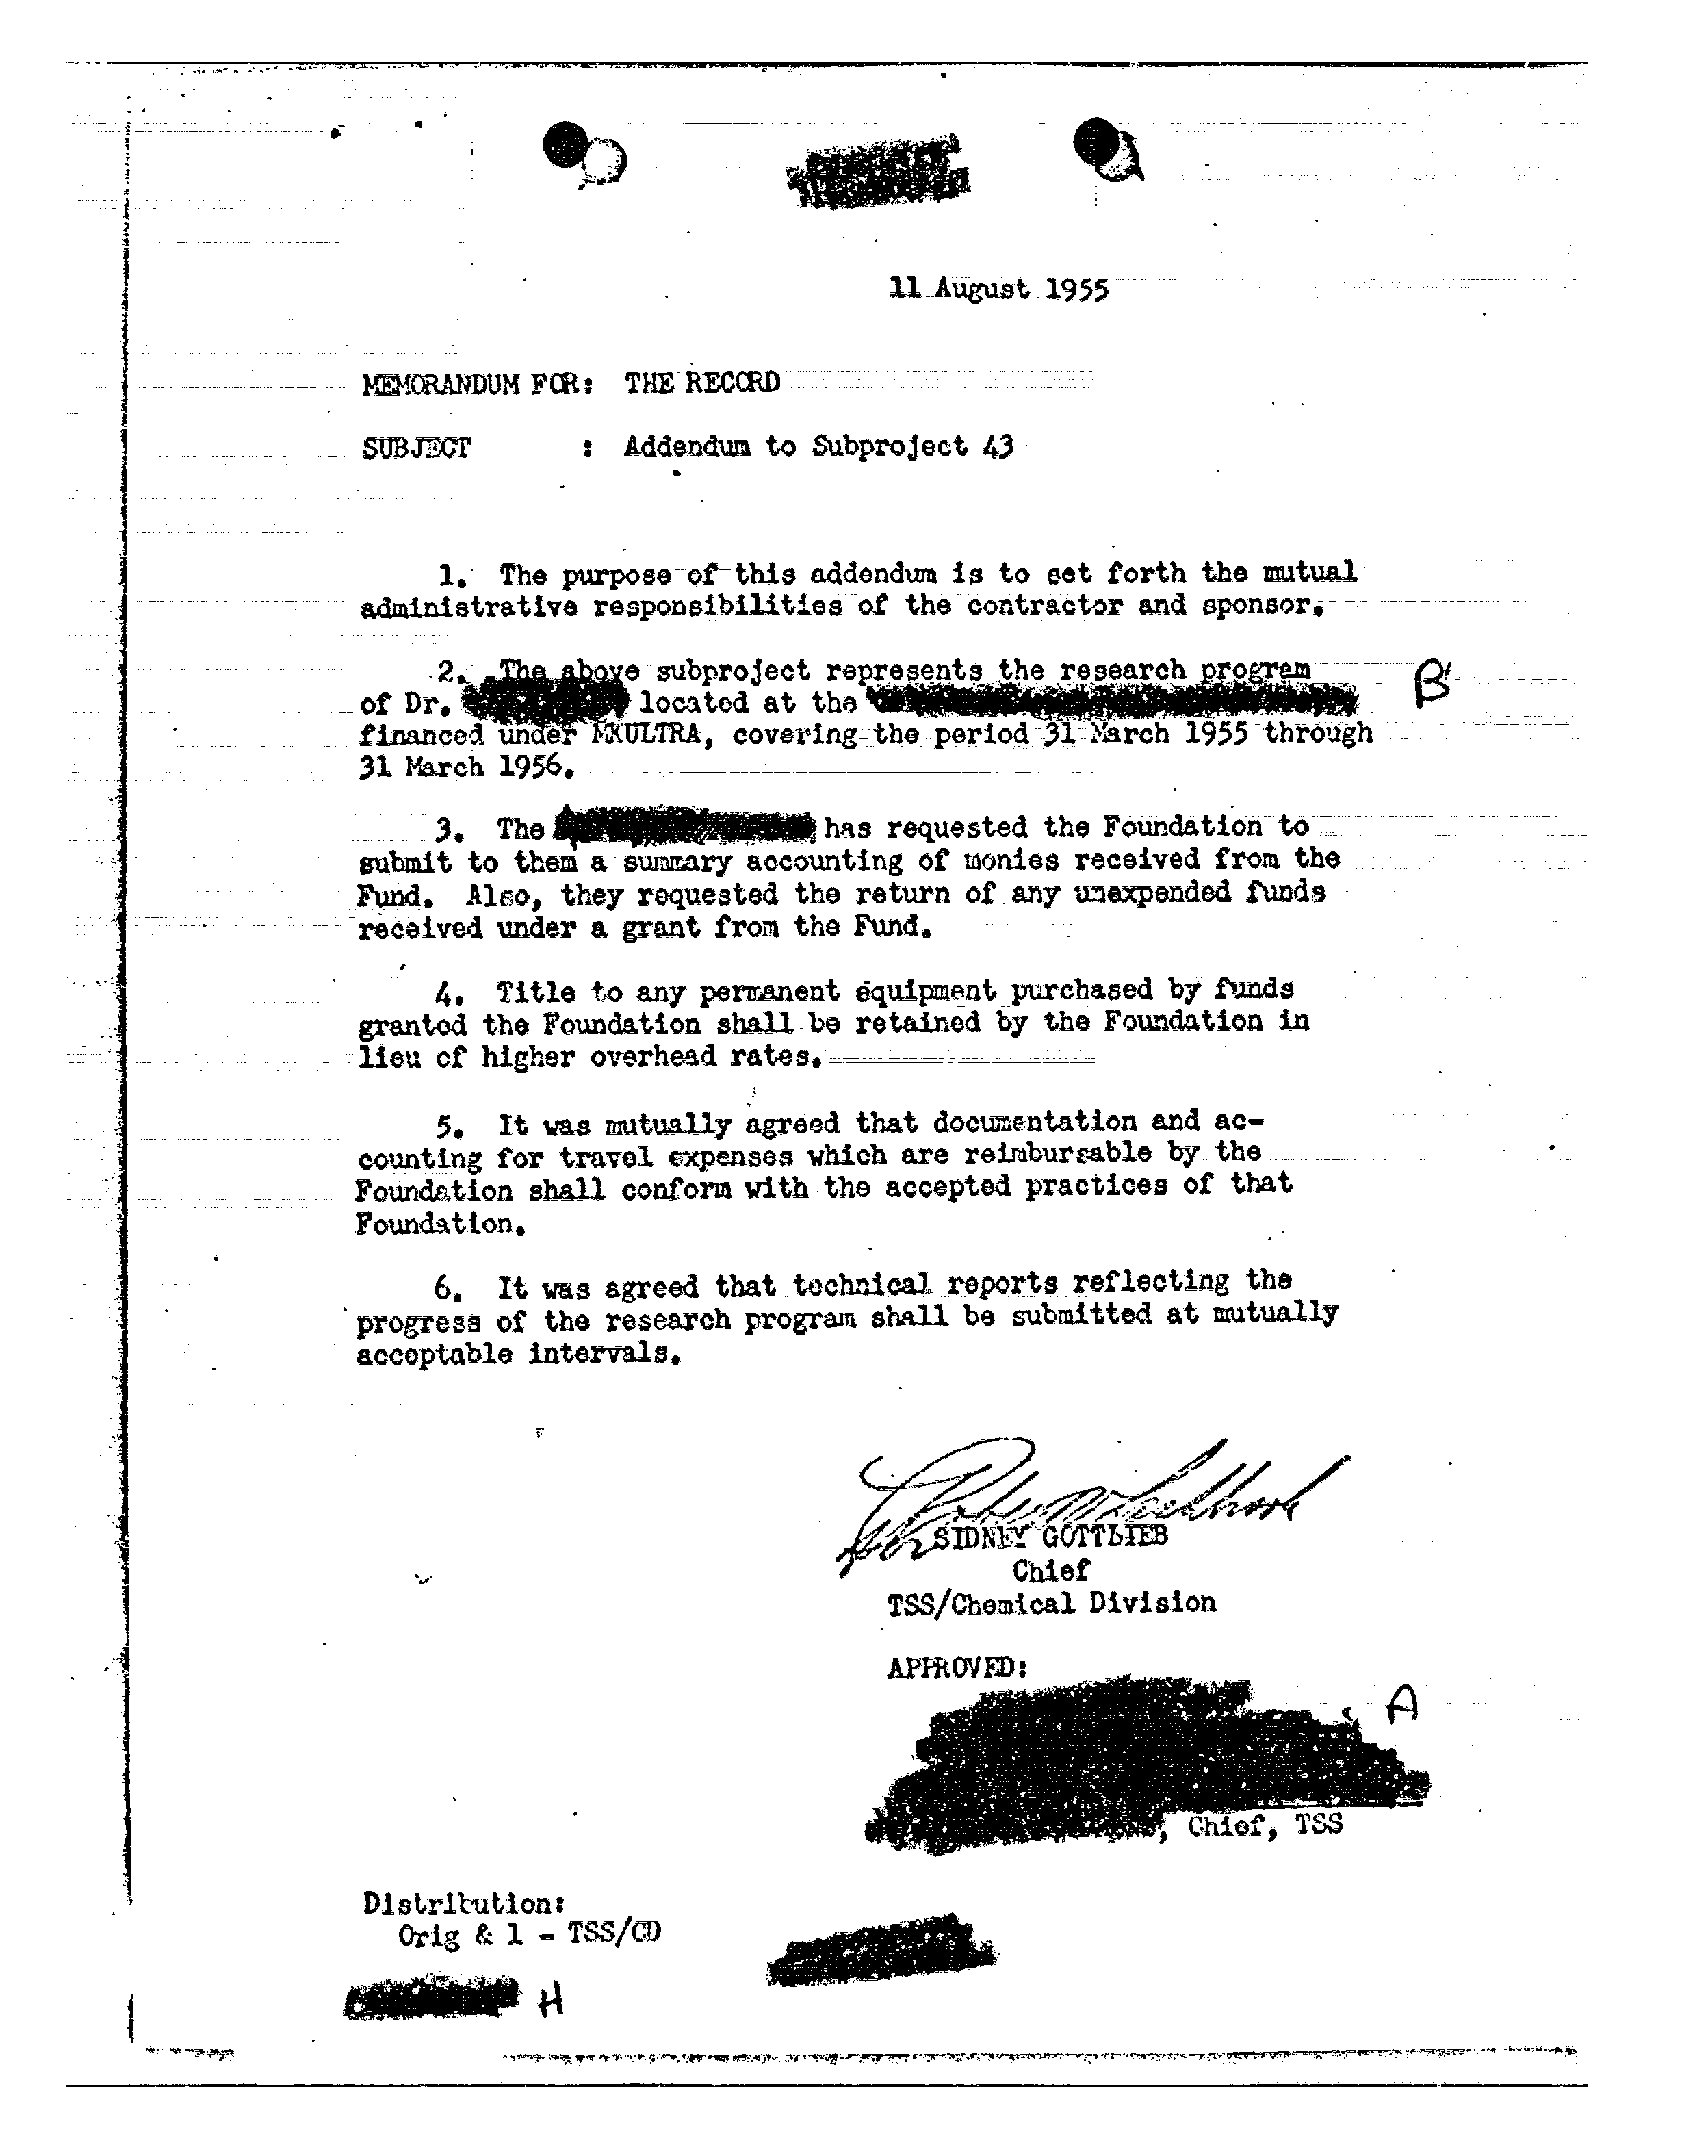 11 August 1955
MEMORANDUM FOR: THE RECORD
SUBJECT : Addendum to Subproject 43
1. The purpose of this addendum is to set forth the mutual
administrative responsibilities of the contractor and sponsor.
2. The above subproject represents the research program
B
of Dr. located at the
financed under MKULTRA, covering the period 31 March 1955 through
31 March 1956.
3. The has requested the Foundation to
submit to them a summary accounting of monies received from the
Fund. Also, they requested the return of any unexpended funds
received under a grant from the Fund.
4. Title to any permanent equipment purchased by funds
granted the Foundation shall be retained by the Foundation in
lieu of higher overhead rates.
5. It was mutually agreed that documentation and ac-
counting for travel expenses which are reimbursable by the
Foundation shall conform with the accepted practices of that
Foundation.
6. It was agreed that technical reports reflecting the
progress of the research program shall be submitted at mutually
acceptable intervals.
SIDNEY GOTTLIEB
Chief
TSS/Chemical Division
APPROVED:
A
, Chief, TSS
Distribution:
Orig & 1 - TSS/CD
H